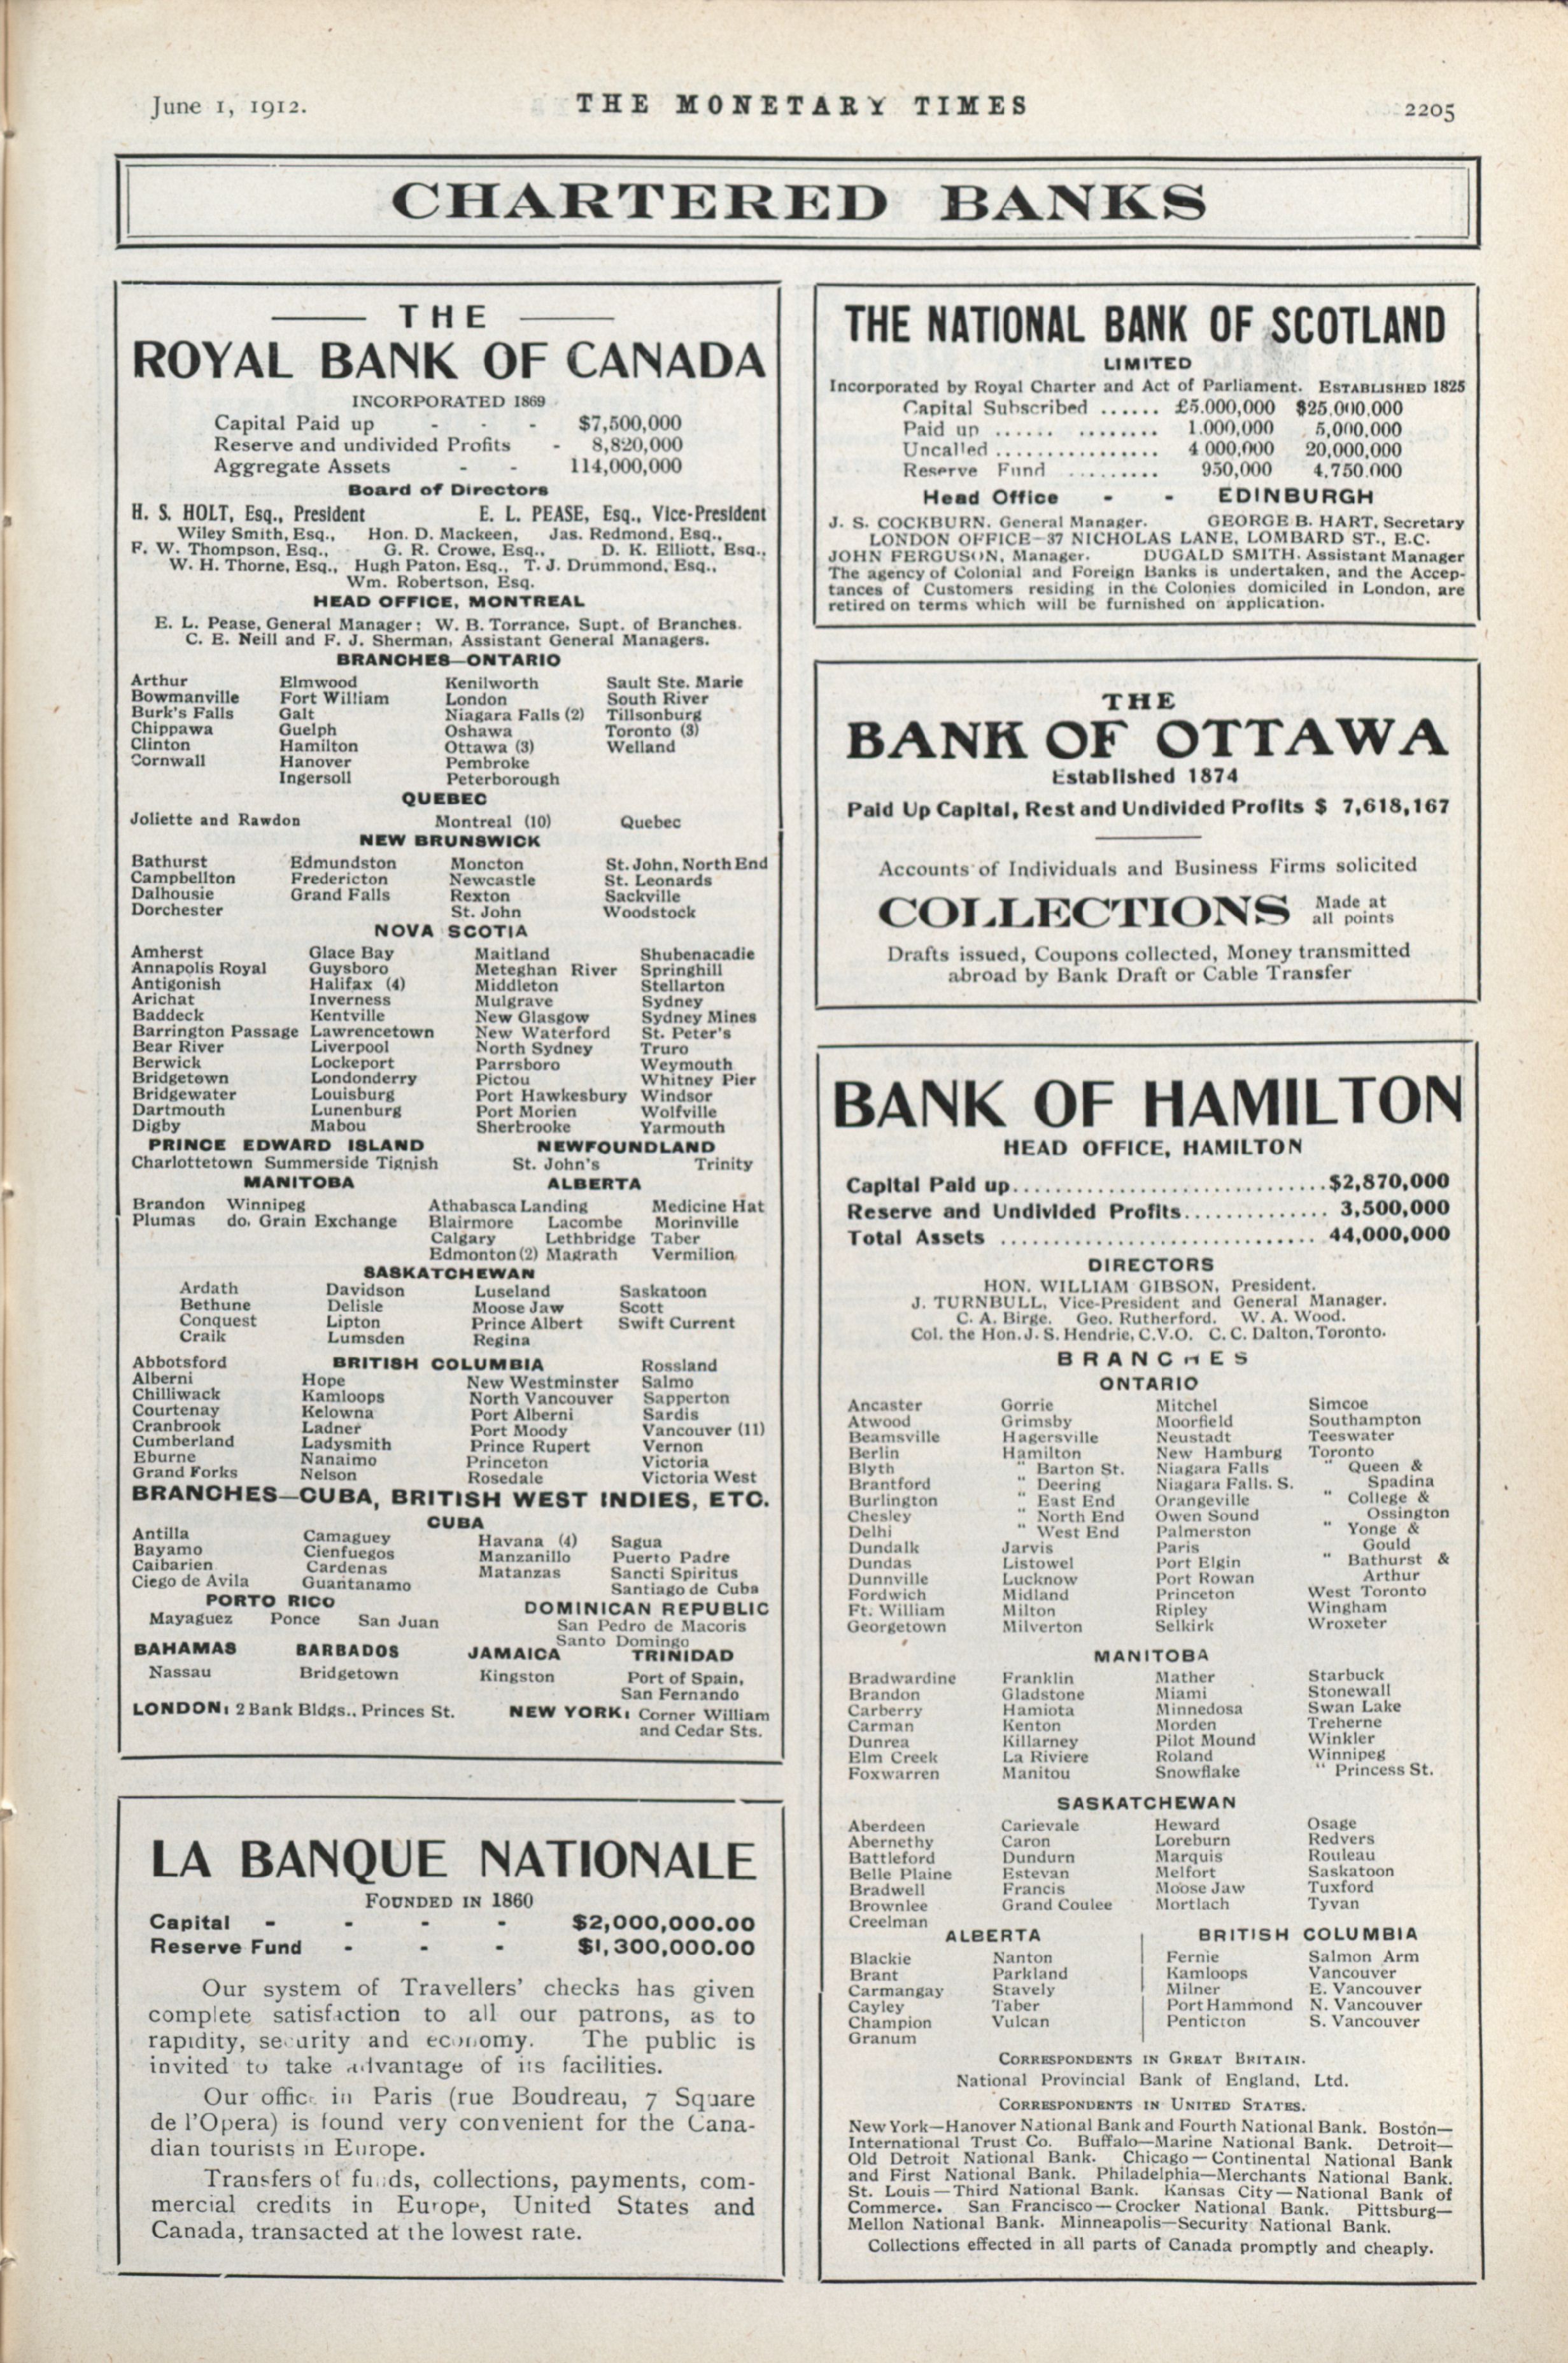 June 1, 1912.
THE MONETARY TIMES
2205
CHARTERED BANKS
THE
ROYAL BANK OF CANADA
INCORPORATED 1869
Capital Paid up - - - $7,500,000
Reserve and undivided Profits - 8,820,000
Aggregate Assets - - 114,000,000
Board of Directors
H. S. HOLT, Esq., President E. L. PEASE, Esq., Vice-President
Wiley Smith, Esq., Hon. D. Mackeen, Jas. Redmond, Esq.,
F. W. Thompson, Esq., G. R. Crowe, Esq., D. K. Elliott, Esq.,
W. H. Thorne, Esq., Hugh Paton, Esq., T. J. Drummond, Esq.,
Wm. Robertson, Esq.
HEAD OFFICE, MONTREAL
E. L. Pease, General Manager; W. B. Torrance, Supt. of Branches.
C. E. Neill and F. J. Sherman, Assistant General Managers.
BRANCHES—ONTARIO
Arthur Elmwood Kenilworth Sault Ste. Marie
Bowmanville Fort William London South River
Burk's Falls Galt Niagara Falls (2) Tillsonburg
Chippawa Guelph Oshawa Toronto (3)
Clinton Hamilton Ottawa (3) Welland
Cornwall Hanover Pembroke
Ingersoll Peterborough
QUEBEC
Joliette and Rawdon Montreal (10) Quebec
NEW BRUNSWICK
Bathurst Edmundston Moncton St. John, North End
Campbellton Fredericton Newcastle St. Leonards
Dalhousie Grand Falls Rexton Sackville
Dorchester St. John Woodstock
NOVA SCOTIA
Amherst Glace Bay Maitland Shubenacadie
Annapolis Royal Guysboro Meteghan River Springhill
Antigonish Halifax (4) Middleton Stellarton
Arichat Inverness Mulgrave Sydney
Baddeck Kentville New Glasgow Sydney Mines
Barrington Passage Lawrencetown New Waterford St. Peter's
Bear River Liverpool North Sydney Truro
Berwick Lockeport Parrsboro Weymouth
Bridgetown Londonderry Pictou Whitney Pier
Bridgewater Louisburg Port Hawkesbury Windsor
Dartmouth Lunenburg Port Morien Wolfville
Digby Mabou Sherbrooke Yarmouth
PRINCE EDWARD ISLAND NEWFOUNDLAND
Charlottetown Summerside Tignish St. John's Trinity
MANITOBA ALBERTA
Brandon Winnipeg Athabasca Landing Medicine Hat
Plumas do. Grain Exchange Blairmore Lacombe Morinville
Calgary Lethbridge Taber
Edmonton (2) Magrath Vermilion
SASKATCHEWAN
Ardath Davidson Luseland Saskatoon
Bethune Delisle Moose Jaw Scott
Conquest Lipton Prince Albert Swift Current
Craik Lumsden Regina
Abbotsford BRITISH COLUMBIA Rossland
Alberni Hope New Westminster Salmo
Chilliwack Kamloops North Vancouver Sapperton
Courtenay Kelowna Port Alberni Sardis
Cranbrook Ladner Port Moody Vancouver (11)
Cumberland Ladysmith Prince Rupert Vernon
Eburne Nanaimo Princeton Victoria
Grand Forks Nelson Rosedale Victoria West
BRANCHES—CUBA, BRITISH WEST INDIES, ETC.
CUBA
Antilla Camaguey Havana (4) Sagua
Bayamo Cienfuegos Manzanillo Puerto Padre
Caibarien Cardenas Matanzas Sancti Spiritus
Ciego de Avila Guantanamo Santiago de Cuba
PORTO RICO DOMINICAN REPUBLIC
Mayaguez Ponce San Juan San Pedro de Macoris
Santo Domingo
BAHAMAS BARBADOS JAMAICA TRINIDAD
Nassau Bridgetown Kingston Port of Spain,
San Fernando
LONDON: 2 Bank Bldgs., Princes St. NEW YORK: Corner William
and Cedar Sts.
LA BANQUE NATIONALE
FOUNDED IN 1860
Capital - - - - $2,000,000.00
Reserve Fund - - - $1,300,000.00
Our system of Travellers' checks has given
complete satisfaction to all our patrons, as to
rapidity, security and economy. The public is
invited to take advantage of its facilities.
Our office in Paris (rue Boudreau, 7 Square
de l'Opera) is found very convenient for the Cana-
dian tourists in Europe.
Transfers of funds, collections, payments, com-
mercial credits in Europe, United States and
Canada, transacted at the lowest rate.
THE NATIONAL BANK OF SCOTLAND
LIMITED
Incorporated by Royal Charter and Act of Parliament. ESTABLISHED 1825
Capital Subscribed ...... £5.000,000 $25,000,000
Paid up ...... ........ 1.000,000 5,000,000
Uncalled ................ 4 000,000 20,000,000
Reserve Fund ......... 950,000 4,750.000
Head Office - - EDINBURGH
J. S. COCKBURN, General Manager. GEORGE B. HART, Secretary
LONDON OFFICE—37 NICHOLAS LANE, LOMBARD ST., E.C.
JOHN FERGUSON, Manager. DUGALD SMITH, Assistant Manager
The agency of Colonial and Foreign Banks is undertaken, and the Accep-
tances of Customers residing in the Colonies domiciled in London, are
retired on terms which will be furnished on application.
THE
BANK OF OTTAWA
Established 1874
Paid Up Capital, Rest and Undivided Profits $ 7,618,167
Accounts of Individuals and Business Firms solicited
COLLECTIONS Made at
all points
Drafts issued, Coupons collected, Money transmitted
abroad by Bank Draft or Cable Transfer
BANK OF HAMILTON
HEAD OFFICE, HAMILTON
Capital Paid up..............................$2,870,000
Reserve and Undivided Profits.............. 3,500,000
Total Assets .............................. 44,000,000
DIRECTORS
HON. WILLIAM GIBSON, President.
J. TURNBULL, Vice-President and General Manager.
C. A. Birge. Geo. Rutherford. W. A. Wood.
Col. the Hon. J. S. Hendrie, C.V.O. C. C. Dalton, Toronto.
BRANCHES
ONTARIO
Ancaster Gorrie Mitchel Simcoe
Atwood Grimsby Moorfield Southampton
Beamsville Hagersville Neustadt Teeswater
Berlin Hamilton New Hamburg Toronto
Blyth " Barton St. Niagara Falls " Queen &
Brantford " Deering Niagara Falls. S. Spadina
Burlington " East End Orangeville " College &
Chesley " North End Owen Sound Ossington
Delhi " West End Palmerston " Yonge &
Dundalk Jarvis Paris Gould
Dundas Listowel Port Elgin " Bathurst &
Dunnville Lucknow Port Rowan Arthur
Fordwich Midland Princeton West Toronto
Ft. William Milton Ripley Wingham
Georgetown Milverton Selkirk Wroxeter
MANITOBA
Bradwardine Franklin Mather Starbuck
Brandon Gladstone Miami Stonewall
Carberry Hamiota Minnedosa Swan Lake
Carman Kenton Morden Treherne
Dunrea Killarney Pilot Mound Winkler
Elm Creek La Riviere Roland Winnipeg
Foxwarren Manitou Snowflake " Princess St.
SASKATCHEWAN
Aberdeen Carievale Heward Osage
Abernethy Caron Loreburn Redvers
Battleford Dundurn Marquis Rouleau
Belle Plaine Estevan Melfort Saskatoon
Bradwell Francis Moose Jaw Tuxford
Brownlee Grand Coulee Mortlach Tyvan
Creelman
ALBERTA BRITISH COLUMBIA
Blackie Nanton Fernie Salmon Arm
Brant Parkland Kamloops Vancouver
Carmangay Stavely Milner E. Vancouver
Cayley Taber Port Hammond N. Vancouver
Champion Vulcan Penticton S. Vancouver
Granum
CORRESPONDENTS IN GREAT BRITAIN.
National Provincial Bank of England, Ltd.
CORRESPONDENTS IN UNITED STATES.
New York—Hanover National Bank and Fourth National Bank. Boston—
International Trust Co. Buffalo—Marine National Bank. Detroit—
Old Detroit National Bank. Chicago—Continental National Bank
and First National Bank. Philadelphia—Merchants National Bank.
St. Louis—Third National Bank. Kansas City—National Bank of
Commerce. San Francisco—Crocker National Bank. Pittsburg—
Mellon National Bank. Minneapolis—Security National Bank.
Collections effected in all parts of Canada promptly and cheaply.